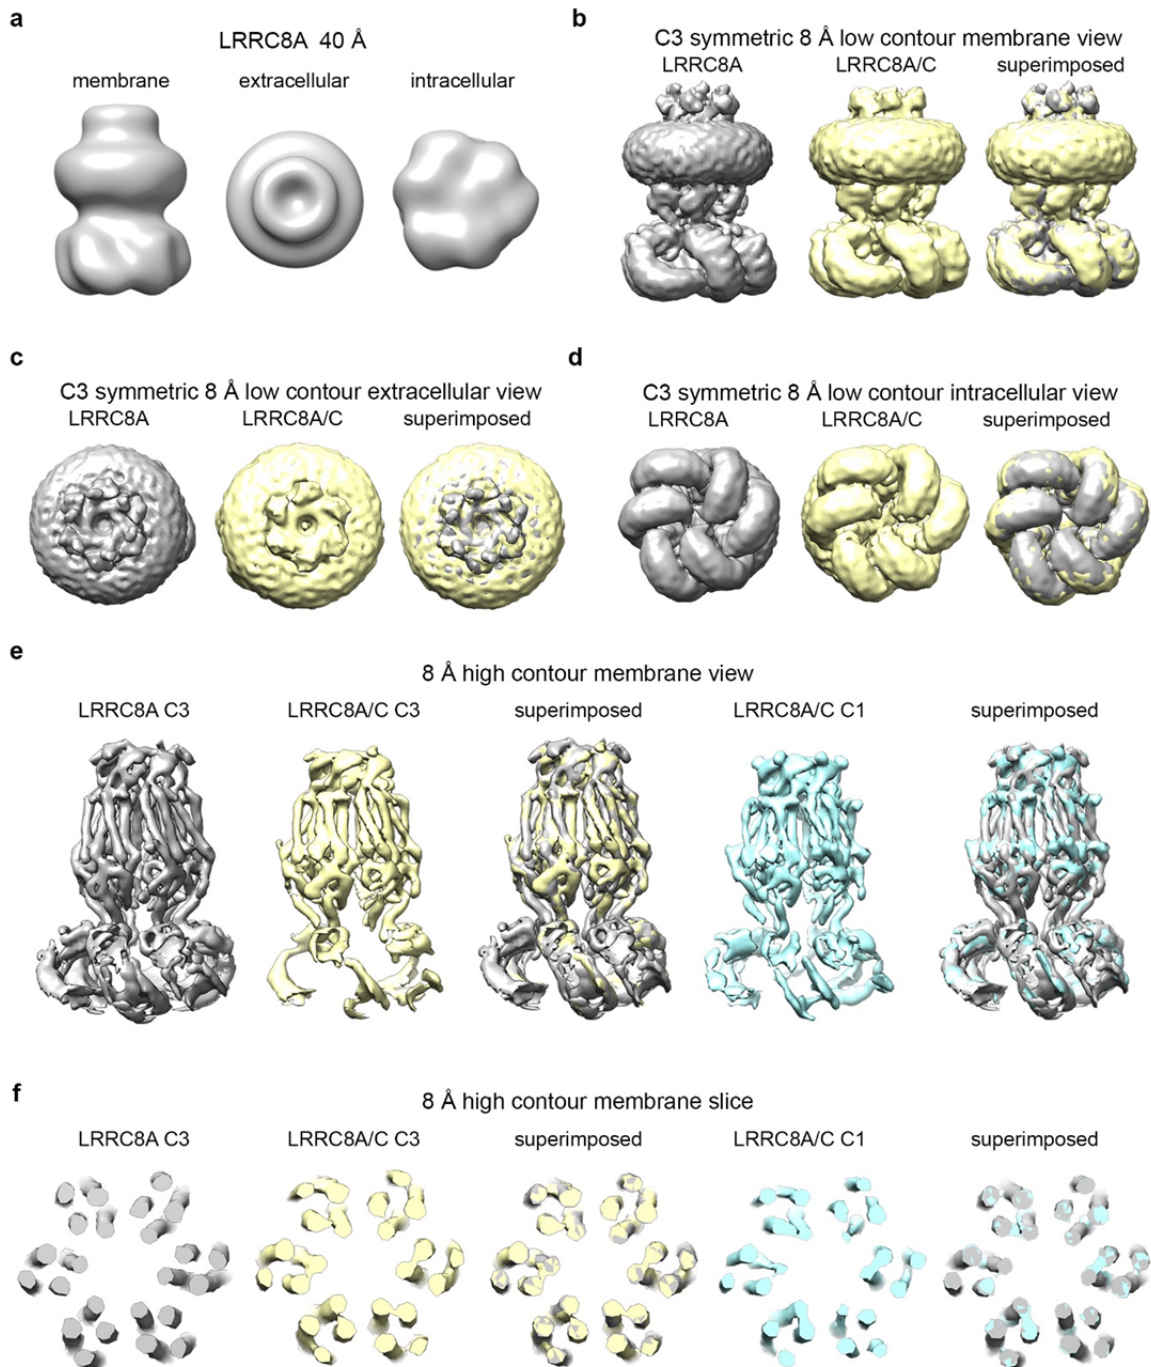 a
LRRC8A 40 Å
membrane extracellular intracellular
b
C3 symmetric 8 Å low contour membrane view
LRRC8A LRRC8A/C superimposed
c
C3 symmetric 8 Å low contour extracellular view
LRRC8A LRRC8A/C superimposed
d
C3 symmetric 8 Å low contour intracellular view
LRRC8A LRRC8A/C superimposed
e
8 Å high contour membrane view
LRRC8A C3 LRRC8A/C C3 superimposed LRRC8A/C C1 superimposed
f
8 Å high contour membrane slice
LRRC8A C3 LRRC8A/C C3 superimposed LRRC8A/C C1 superimposed